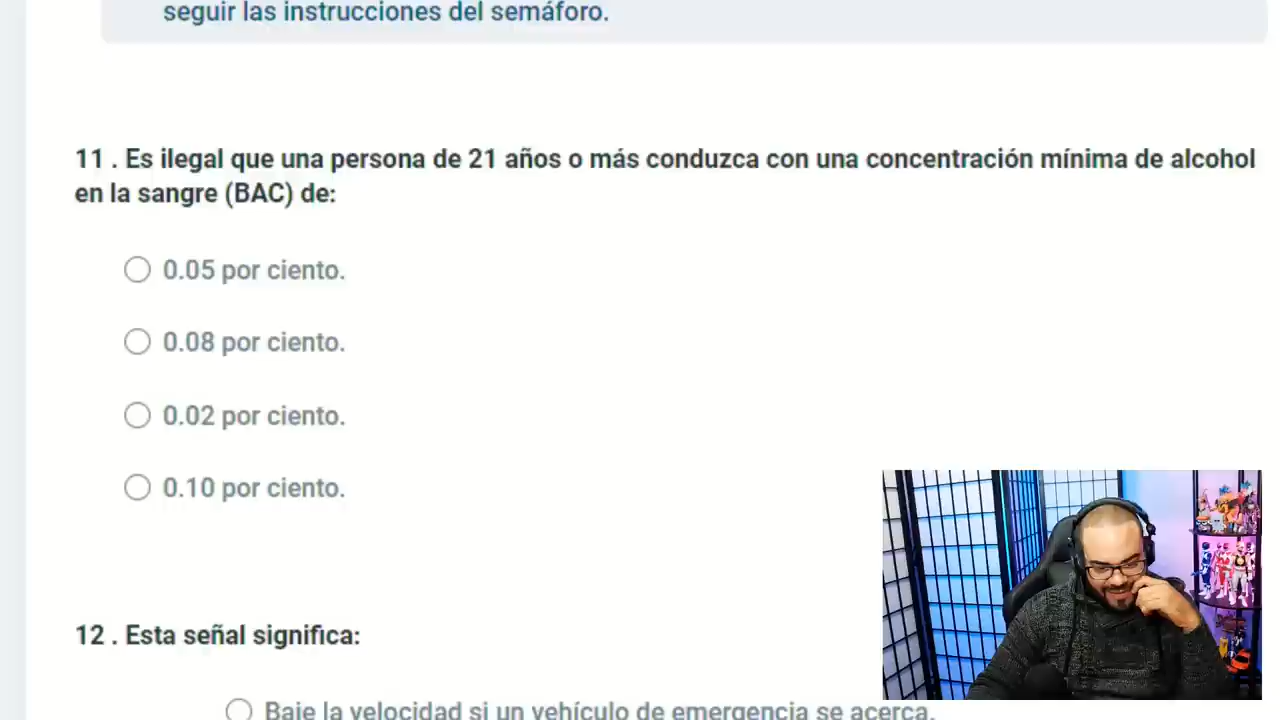 seguir las instrucciones del semáforo.
11 . Es ilegal que una persona de 21 años o más conduzca con una concentración mínima de alcohol
en la sangre (BAC) de:
0.05 por ciento.
0.08 por ciento.
0.02 por ciento.
0.10 por ciento.
12 . Esta señal significa:
Baje la velocidad si un vehículo de emergencia se acerca.